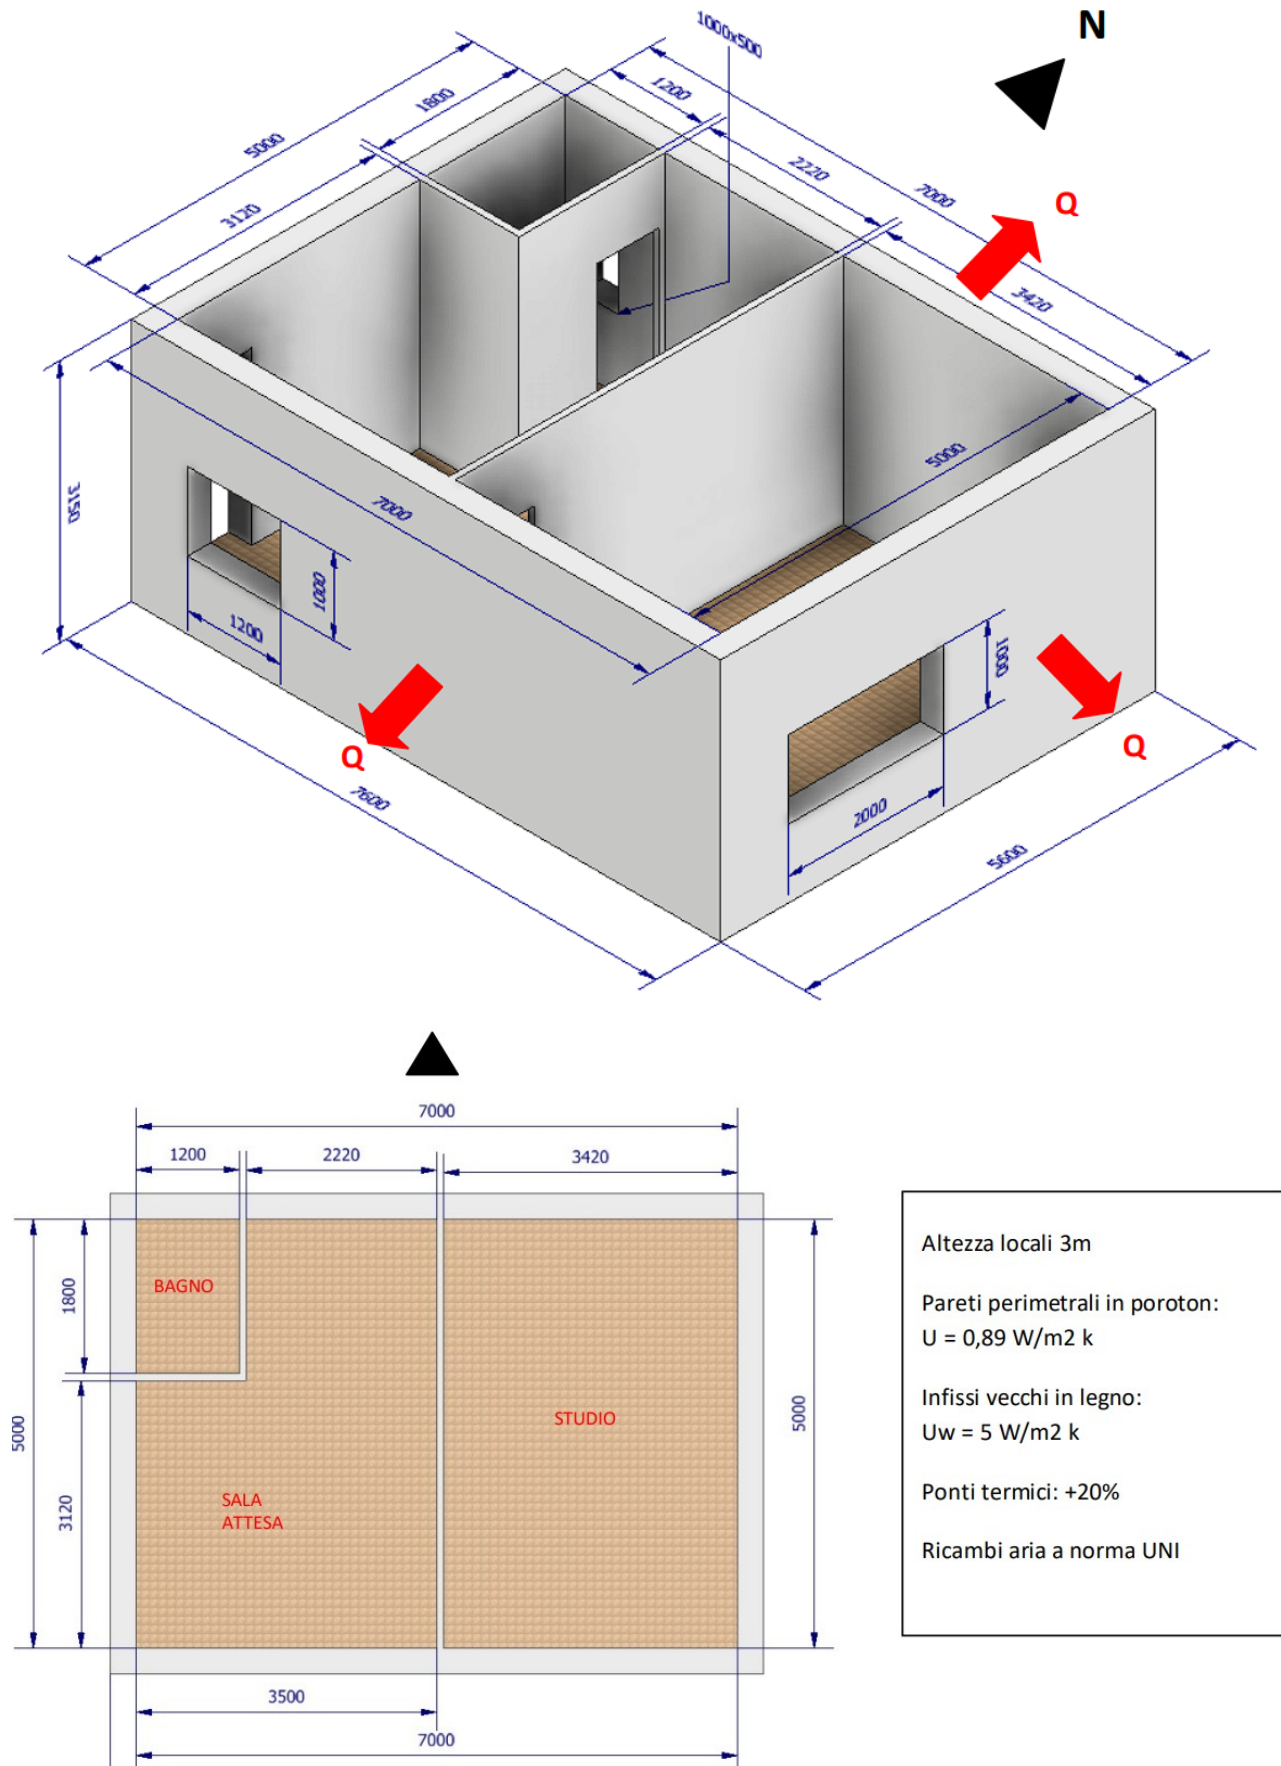 N
1000x500
1200
1800
5000
2220
3120
7000
Q
3420
5000
3150
7000
1000
1200
1000
Q
Q
7600
2000
5600
7000
1200
2220
3420
BAGNO
1800
5000
STUDIO
5000
SALA
ATTESA
3120
3500
7000
Altezza locali 3m
Pareti perimetrali in poroton:
U = 0,89 W/m2 k
Infissi vecchi in legno:
Uw = 5 W/m2 k
Ponti termici: +20%
Ricambi aria a norma UNI